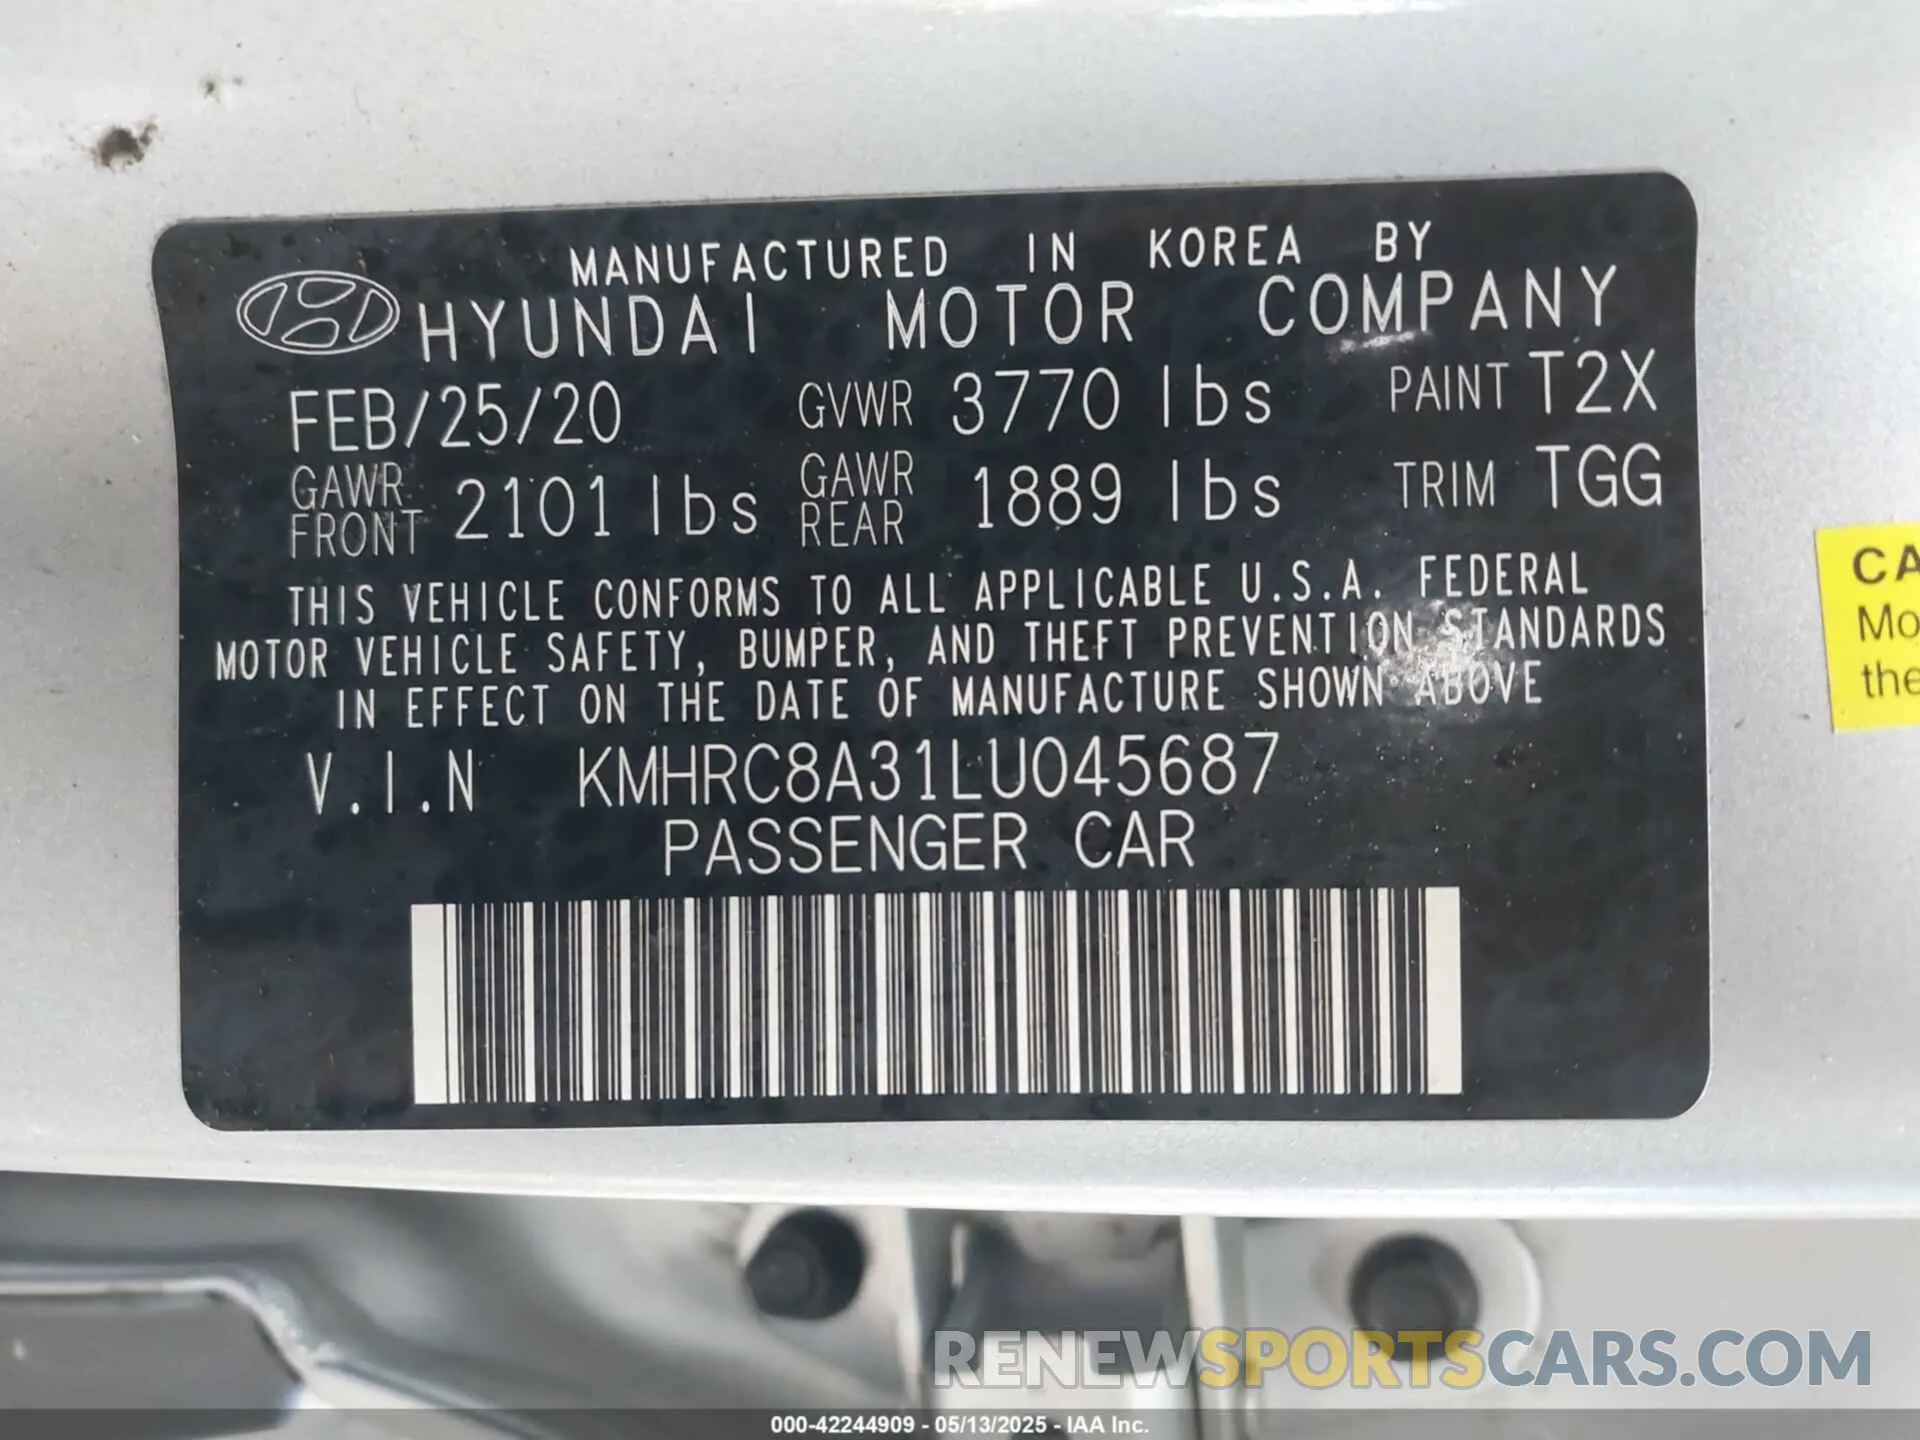 MANUFACTURED IN KOREA BY
HYUNDAI MOTOR COMPANY
FEB/25/20 GVWR 3770 lbs PAINT T2X
GAWR FRONT 2101 lbs GAWR REAR 1889 lbs TRIM TGG
THIS VEHICLE CONFORMS TO ALL APPLICABLE U.S.A. FEDERAL
MOTOR VEHICLE SAFETY, BUMPER, AND THEFT PREVENTION STANDARDS
IN EFFECT ON THE DATE OF MANUFACTURE SHOWN ABOVE
V.I.N KMHRC8A31LU045687
PASSENGER CAR
CA
Mo
the
RENEWSPORTSCARS.COM
000-42244909 - 05/13/2025 - IAA Inc.